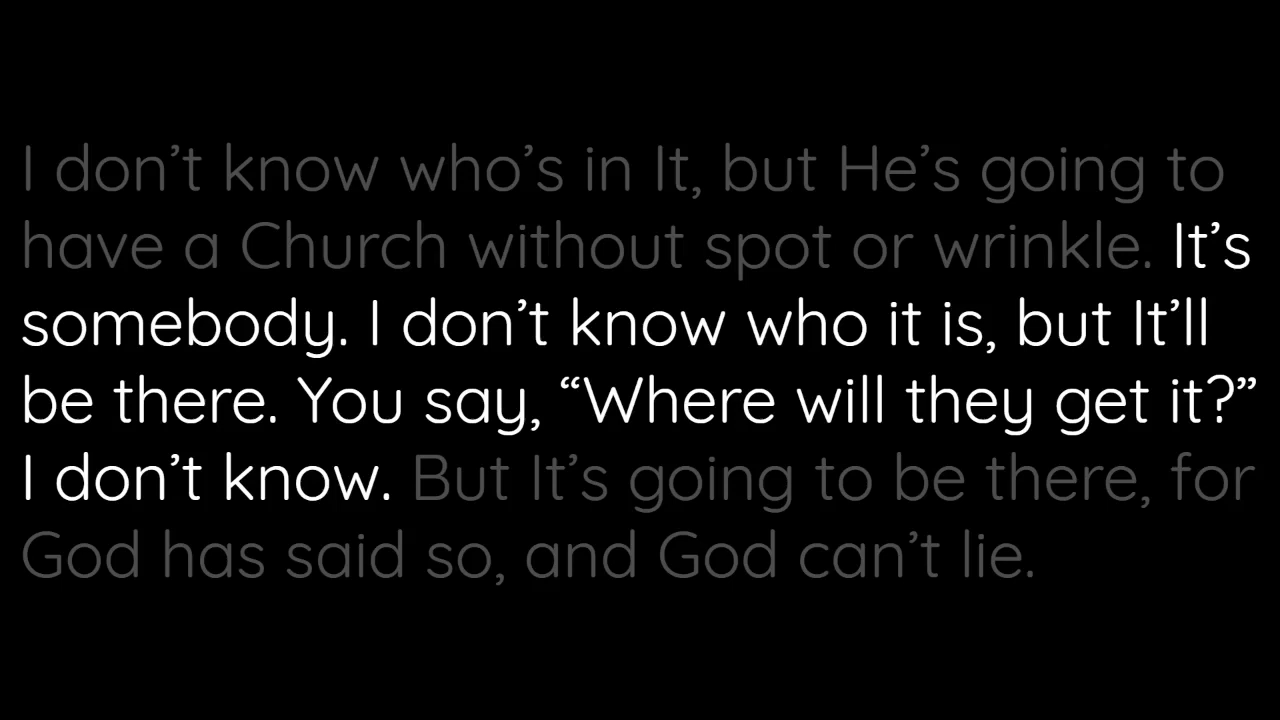 I don’t know who’s in It, but He’s going to
have a Church without spot or wrinkle. It’s
somebody. I don’t know who it is, but It’ll
be there. You say, “Where will they get it?”
I don’t know. But It’s going to be there, for
God has said so, and God can’t lie.